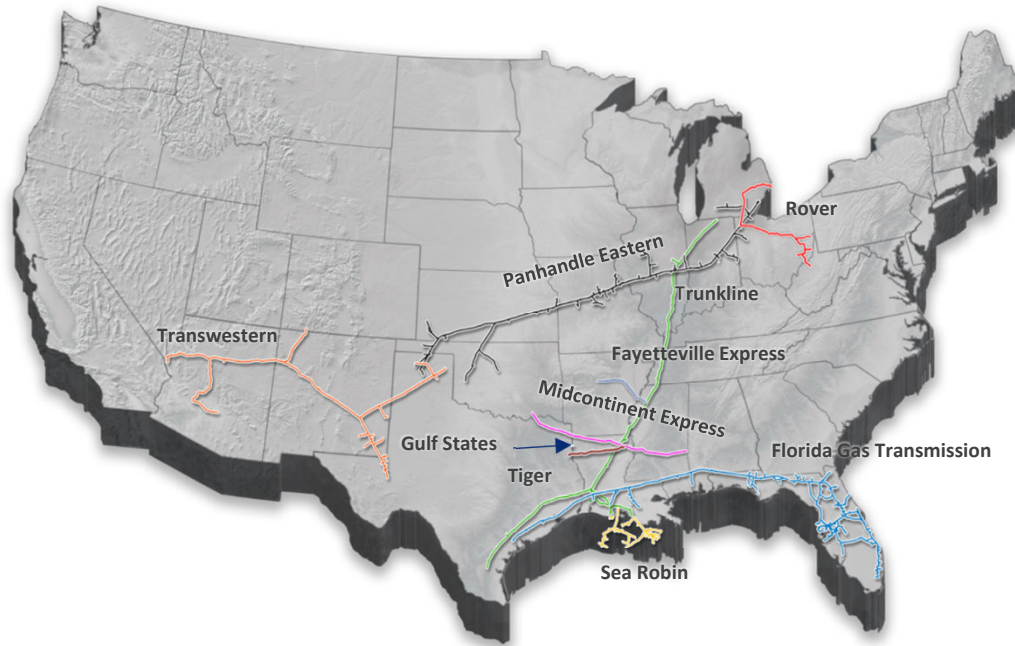 Rover
Panhandle Eastern
Trunkline
Transwestern
Fayetteville Express
Midcontinent Express
Gulf States
Florida Gas Transmission
Tiger
Sea Robin